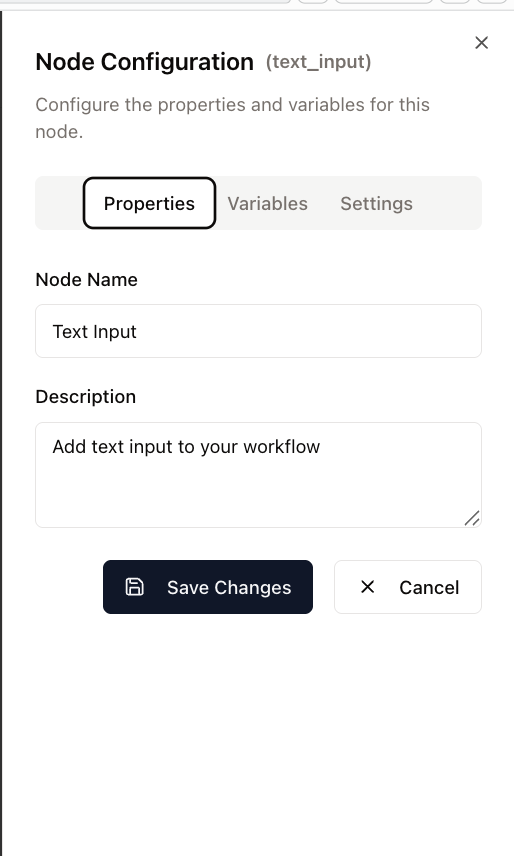 Node Configuration (text_input)
Configure the properties and variables for this
node.
Properties Variables Settings
Node Name
Text Input
Description
Add text input to your workflow
Save Changes Cancel